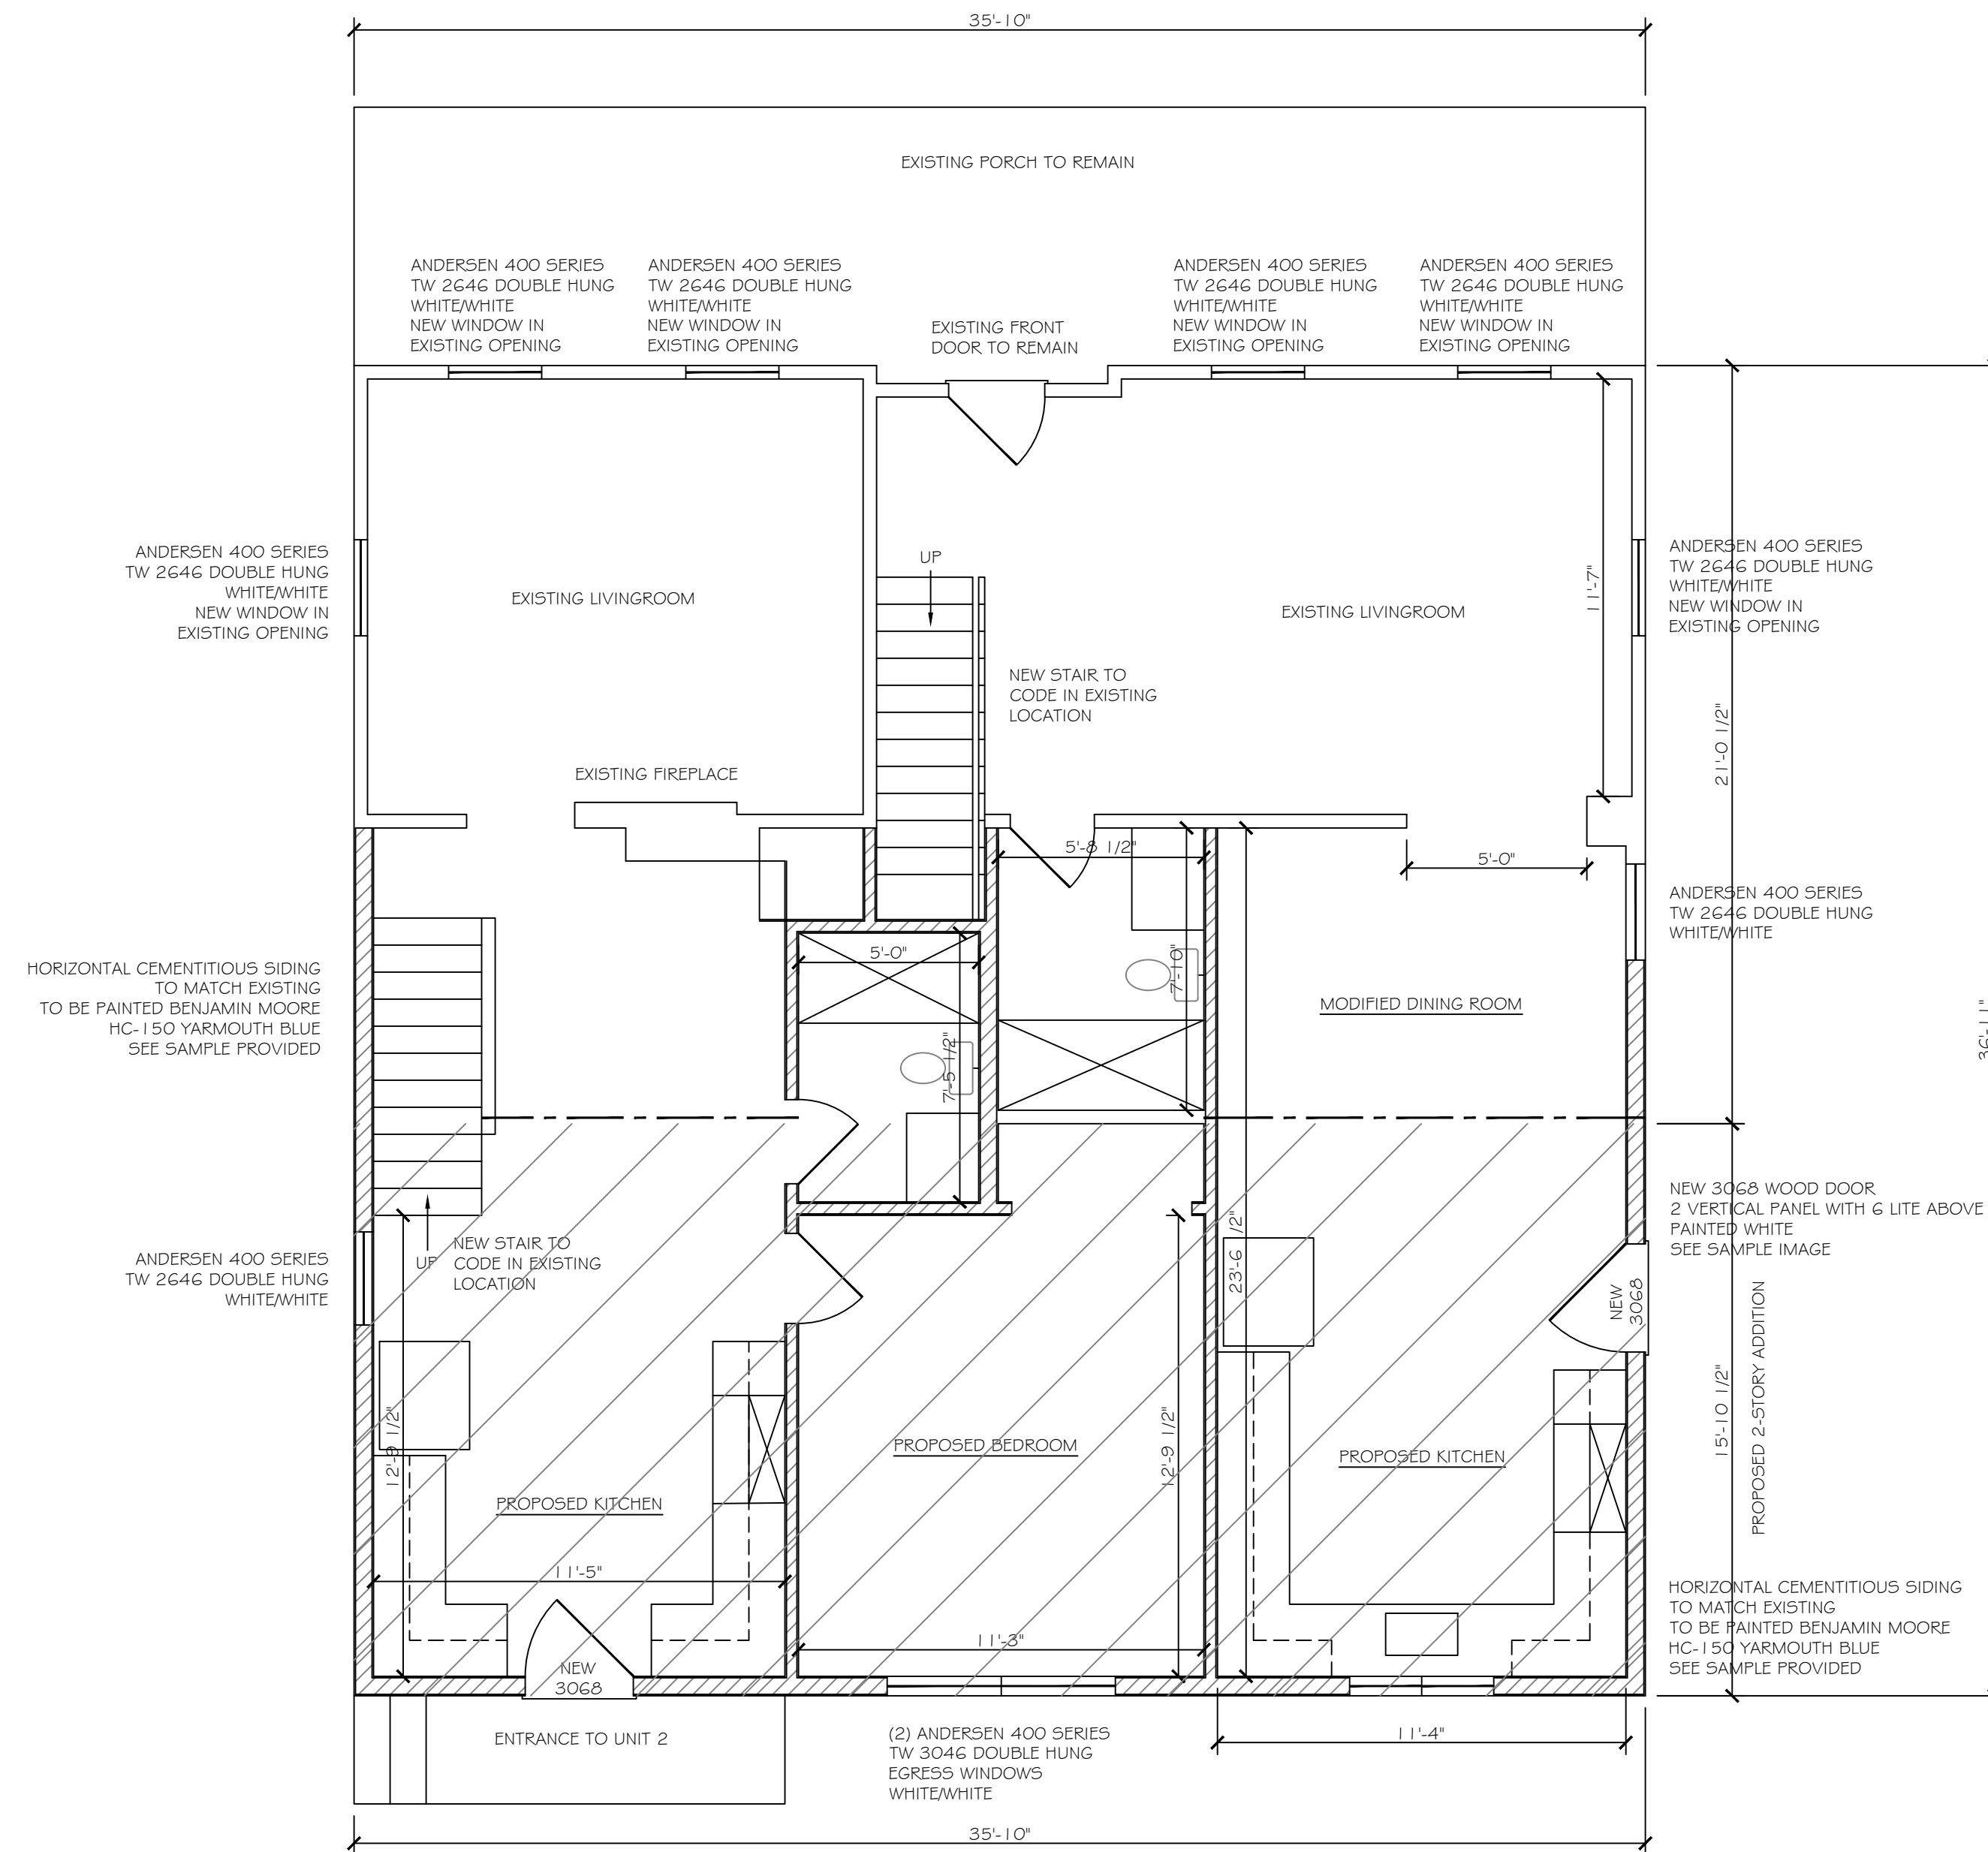 35'-10"
EXISTING PORCH TO REMAIN
ANDERSEN 400 SERIES
TW 2646 DOUBLE HUNG
WHITE/WHITE
NEW WINDOW IN
EXISTING OPENING
ANDERSEN 400 SERIES
TW 2646 DOUBLE HUNG
WHITE/WHITE
NEW WINDOW IN
EXISTING OPENING
EXISTING FRONT
DOOR TO REMAIN
ANDERSEN 400 SERIES
TW 2646 DOUBLE HUNG
WHITE/WHITE
NEW WINDOW IN
EXISTING OPENING
ANDERSEN 400 SERIES
TW 2646 DOUBLE HUNG
WHITE/WHITE
NEW WINDOW IN
EXISTING OPENING
ANDERSEN 400 SERIES
TW 2646 DOUBLE HUNG
WHITE/WHITE
NEW WINDOW IN
EXISTING OPENING
EXISTING LIVINGROOM
UP
EXISTING LIVINGROOM
11'-7"
ANDERSEN 400 SERIES
TW 2646 DOUBLE HUNG
WHITE/WHITE
NEW WINDOW IN
EXISTING OPENING
NEW STAIR TO
CODE IN EXISTING
LOCATION
21'-0 1/2"
EXISTING FIREPLACE
5'-8 1/2"
5'-0"
ANDERSEN 400 SERIES
TW 2646 DOUBLE HUNG
WHITE/WHITE
HORIZONTAL CEMENTITIOUS SIDING
TO MATCH EXISTING
TO BE PAINTED BENJAMIN MOORE
HC-150 YARMOUTH BLUE
SEE SAMPLE PROVIDED
5'-0"
7'-10"
MODIFIED DINING ROOM
36'-11"
7'-5 1/2"
NEW 3068 WOOD DOOR
2 VERTICAL PANEL WITH 6 LITE ABOVE
PAINTED WHITE
SEE SAMPLE IMAGE
ANDERSEN 400 SERIES
TW 2646 DOUBLE HUNG
WHITE/WHITE
UP
NEW STAIR TO
CODE IN EXISTING
LOCATION
23'-6 /2"
NEW
3068
12'-9 1/2"
PROPOSED KITCHEN
PROPOSED BEDROOM
12'-9 1/2"
PROPOSED KITCHEN
15'-10 1/2"
PROPOSED 2-STORY ADDITION
11'-5"
11'-3"
HORIZONTAL CEMENTITIOUS SIDING
TO MATCH EXISTING
TO BE PAINTED BENJAMIN MOORE
HC-150 YARMOUTH BLUE
SEE SAMPLE PROVIDED
NEW
3068
ENTRANCE TO UNIT 2
(2) ANDERSEN 400 SERIES
TW 3046 DOUBLE HUNG
EGRESS WINDOWS
WHITE/WHITE
11'-4"
35'-10"